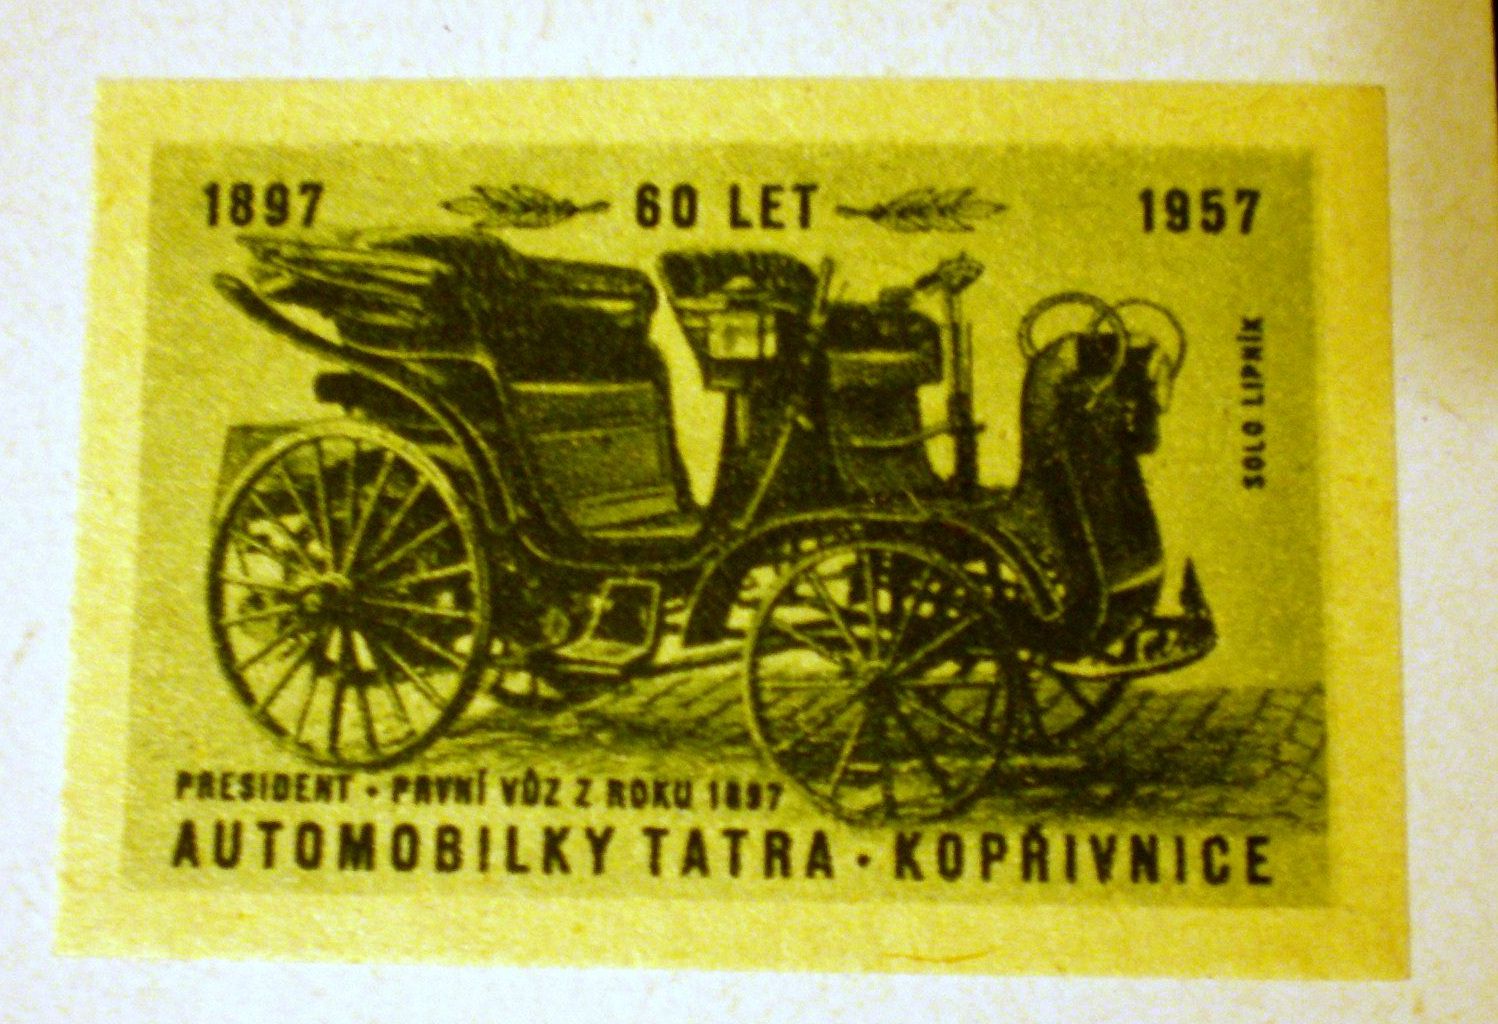 1897 60 LET 1957
SOLO LIPNÍK
PRESIDENT • PRVNÍ VŮZ Z ROKU 1897
AUTOMOBILKY TATRA • KOPŘIVNICE